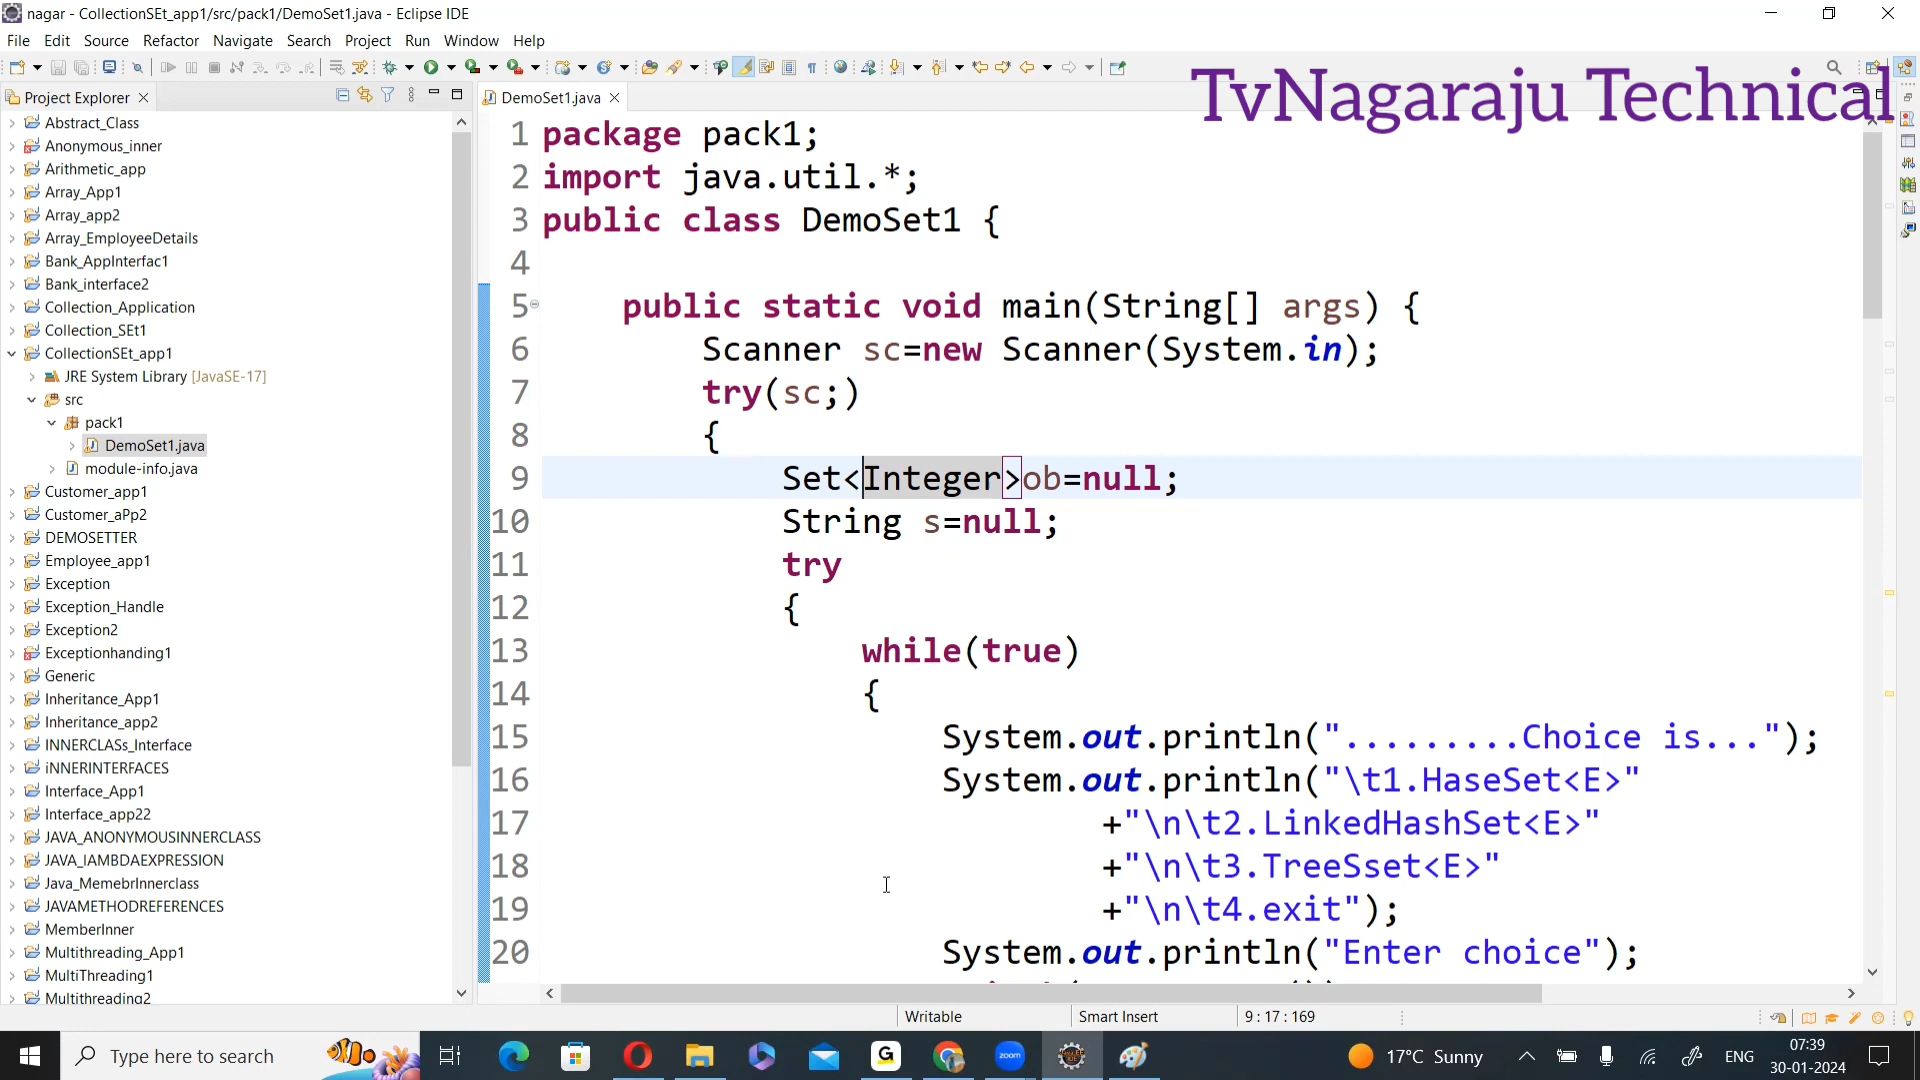 nagar - CollectionSEt_app1/src/pack1/DemoSet1.java - Eclipse IDE
File Edit Source Refactor Navigate Search Project Run Window Help
TvNagaraju Technical
Project Explorer
Abstract_Class
Anonymous_inner
Arithmetic_app
Array_App1
Array_app2
Array_EmployeeDetails
Bank_AppInterfac1
Bank_interface2
Collection_Application
Collection_SEt1
CollectionSEt_app1
JRE System Library [JavaSE-17]
src
pack1
DemoSet1.java
module-info.java
Customer_app1
Customer_aPp2
DEMOSETTER
Employee_app1
Exception
Exception_Handle
Exception2
Exceptionhanding1
Generic
Inheritance_App1
Inheritance_app2
INNERCLASs_Interface
iNNERINTERFACES
Interface_App1
Interface_app22
JAVA_ANONYMOUSINNERCLASS
JAVA_lAMBDAEXPRESSION
Java_MemebrInnerclass
JAVAMETHODREFERENCES
MemberInner
Multithreading_App1
MultiThreading1
Multithreading2
DemoSet1.java
1 package pack1;
2 import java.util.*;
3 public class DemoSet1 {
4
5 public static void main(String[] args) {
6 Scanner sc=new Scanner(System.in);
7 try(sc;)
8 {
9 Set<Integer>ob=null;
10 String s=null;
11 try
12 {
13 while(true)
14 {
15 System.out.println(".........Choice is...");
16 System.out.println("\t1.HaseSet<E>"
17 +"\n\t2.LinkedHashSet<E>"
18 +"\n\t3.TreeSset<E>"
19 +"\n\t4.exit");
20 System.out.println("Enter choice");
Writable Smart Insert 9 : 17 : 169
Type here to search
zoom
17°C Sunny
ENG
07:39
30-01-2024